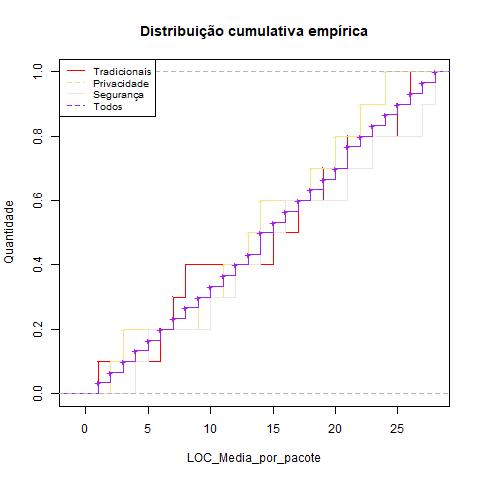 Distribuição cumulativa empírica
Tradicionais
Privacidade
Segurança
Todos
Quantidade
1.0
0.8
0.6
0.4
0.2
0.0
0 5 10 15 20 25
LOC_Media_por_pacote